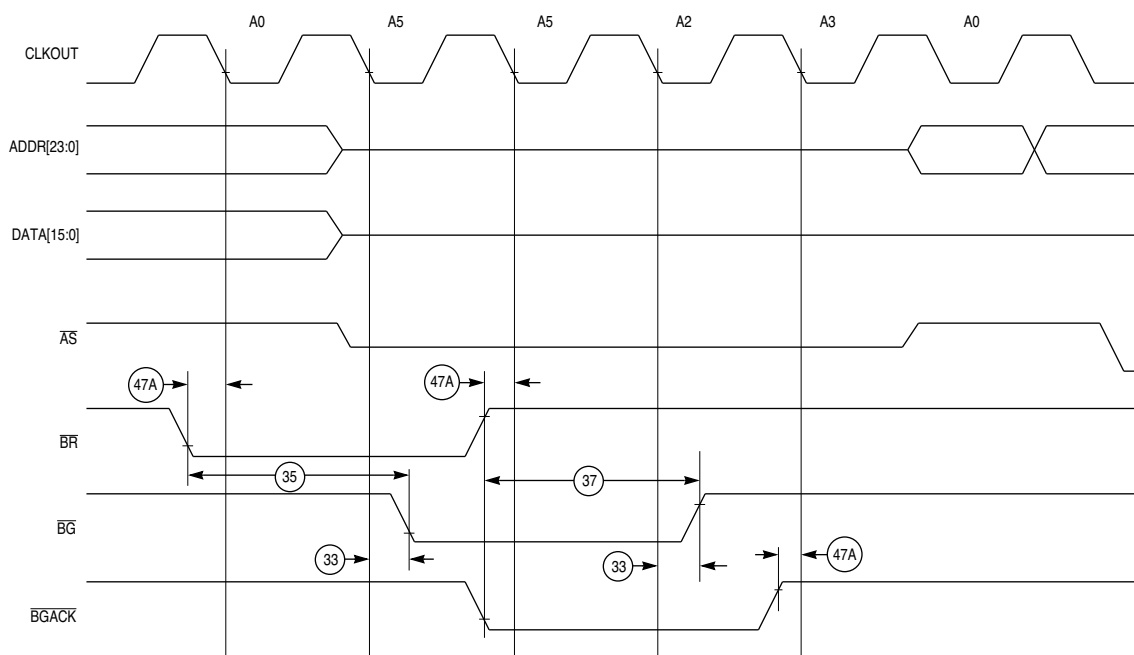 A0 A5 A5 A2 A3 A0
CLKOUT
ADDR[23:0]
DATA[15:0]
AS
47A 47A
BR
35 37
BG
33 33 47A
BGACK